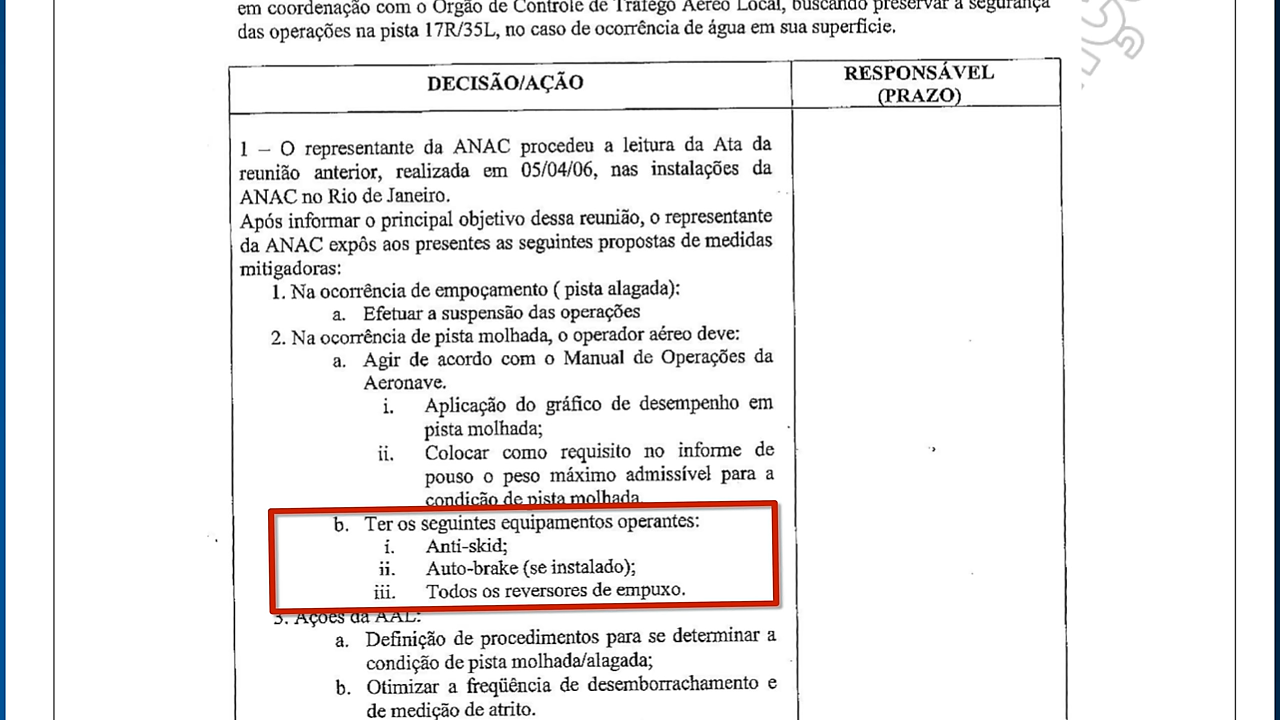 em coordenação com o Órgão de Controle de Tráfego Aéreo Local, buscando preservar a segurança
das operações na pista 17R/35L, no caso de ocorrência de água em sua superfície.
DECISÃO/AÇÃO
RESPONSÁVEL
(PRAZO)
1 – O representante da ANAC procedeu a leitura da Ata da
reunião anterior, realizada em 05/04/06, nas instalações da
ANAC no Rio de Janeiro.
Após informar o principal objetivo dessa reunião, o representante
da ANAC expôs aos presentes as seguintes propostas de medidas
mitigadoras:
1. Na ocorrência de empoçamento ( pista alagada):
a. Efetuar a suspensão das operações
2. Na ocorrência de pista molhada, o operador aéreo deve:
a. Agir de acordo com o Manual de Operações da
Aeronave.
i. Aplicação do gráfico de desempenho em
pista molhada;
ii. Colocar como requisito no informe de
pouso o peso máximo admissível para a
condição de pista molhada.
b. Ter os seguintes equipamentos operantes:
i. Anti-skid;
ii. Auto-brake (se instalado);
iii. Todos os reversores de empuxo.
3. Ações da AAL:
a. Definição de procedimentos para se determinar a
condição de pista molhada/alagada;
b. Otimizar a freqüência de desemborrachamento e
de medição de atrito.